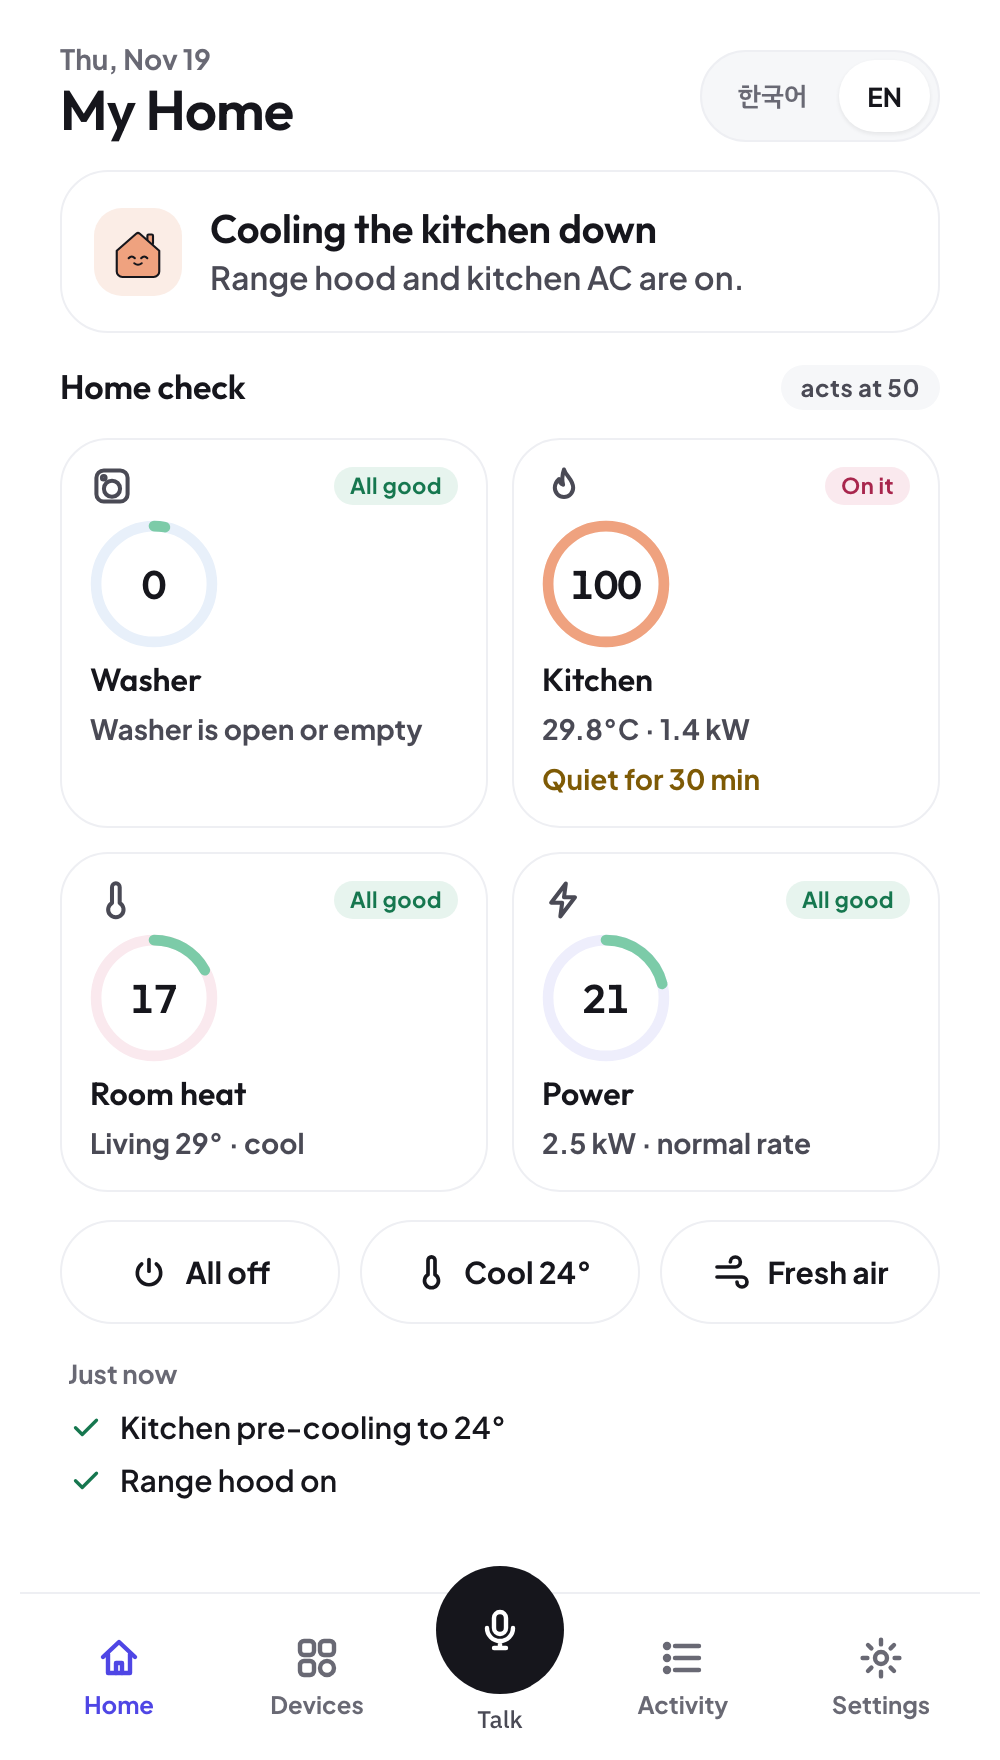 Thu, Nov 19
My Home
한국어
EN
Cooling the kitchen down
Range hood and kitchen AC are on.
Home check
acts at 50
All good
0
Washer
Washer is open or empty
On it
100
Kitchen
29.8°C · 1.4 kW
Quiet for 30 min
All good
17
Room heat
Living 29° · cool
All good
21
Power
2.5 kW · normal rate
All off
Cool 24°
Fresh air
Just now
Kitchen pre-cooling to 24°
Range hood on
Home
Devices
Talk
Activity
Settings